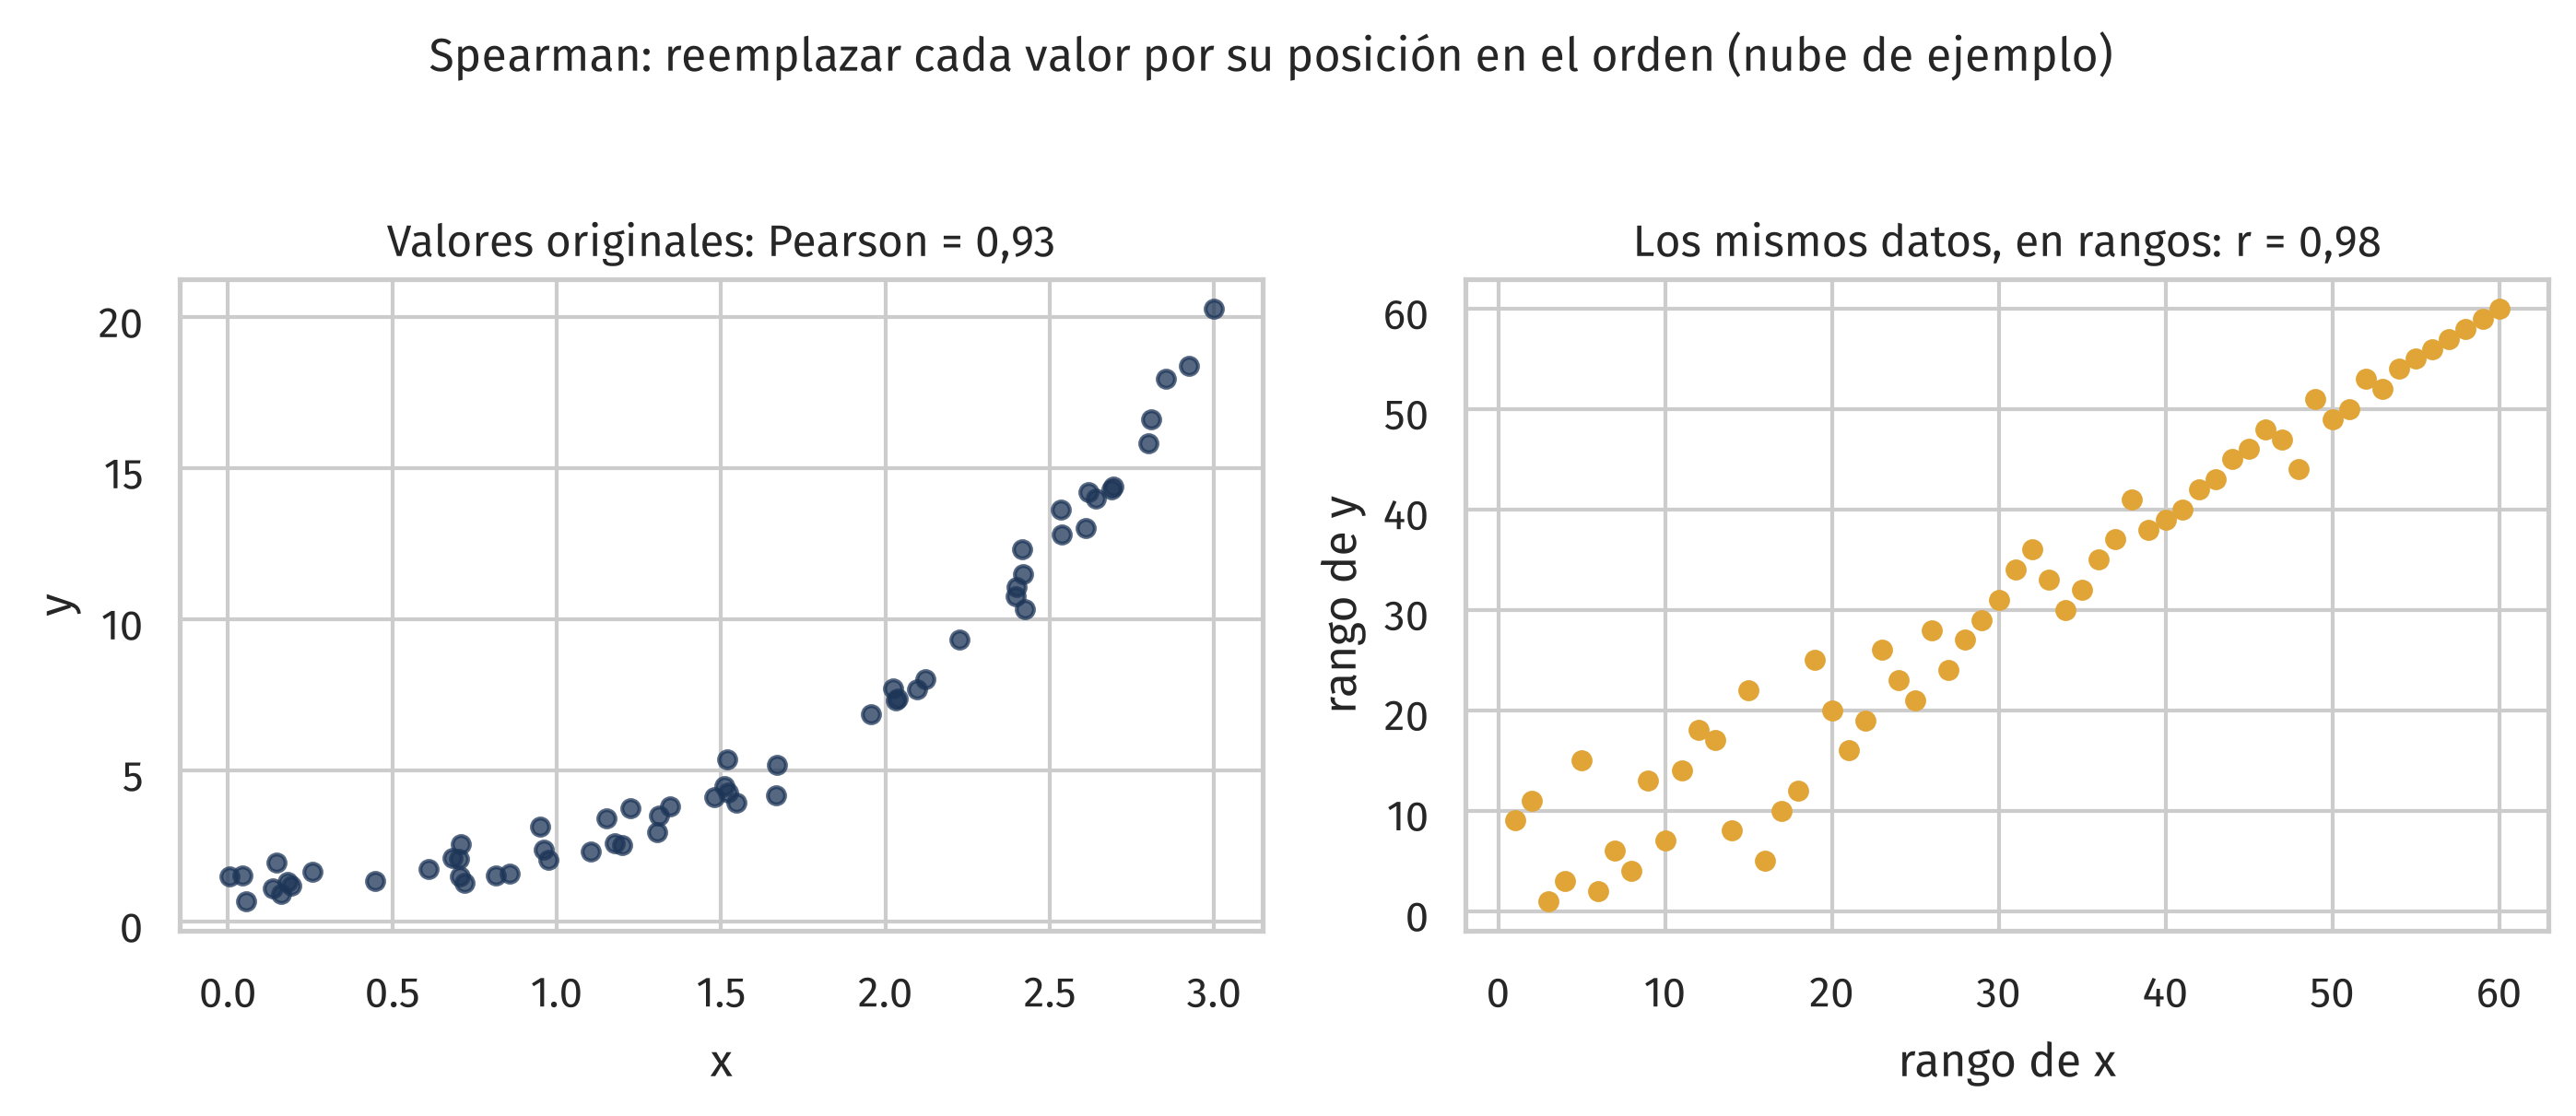 Spearman: reemplazar cada valor por su posición en el orden (nube de ejemplo)
Valores originales: Pearson = 0,93
y
20
15
10
5
0
0.0 0.5 1.0 1.5 2.0 2.5 3.0
x
Los mismos datos, en rangos: r = 0,98
rango de y
60
50
40
30
20
10
0
0 10 20 30 40 50 60
rango de x